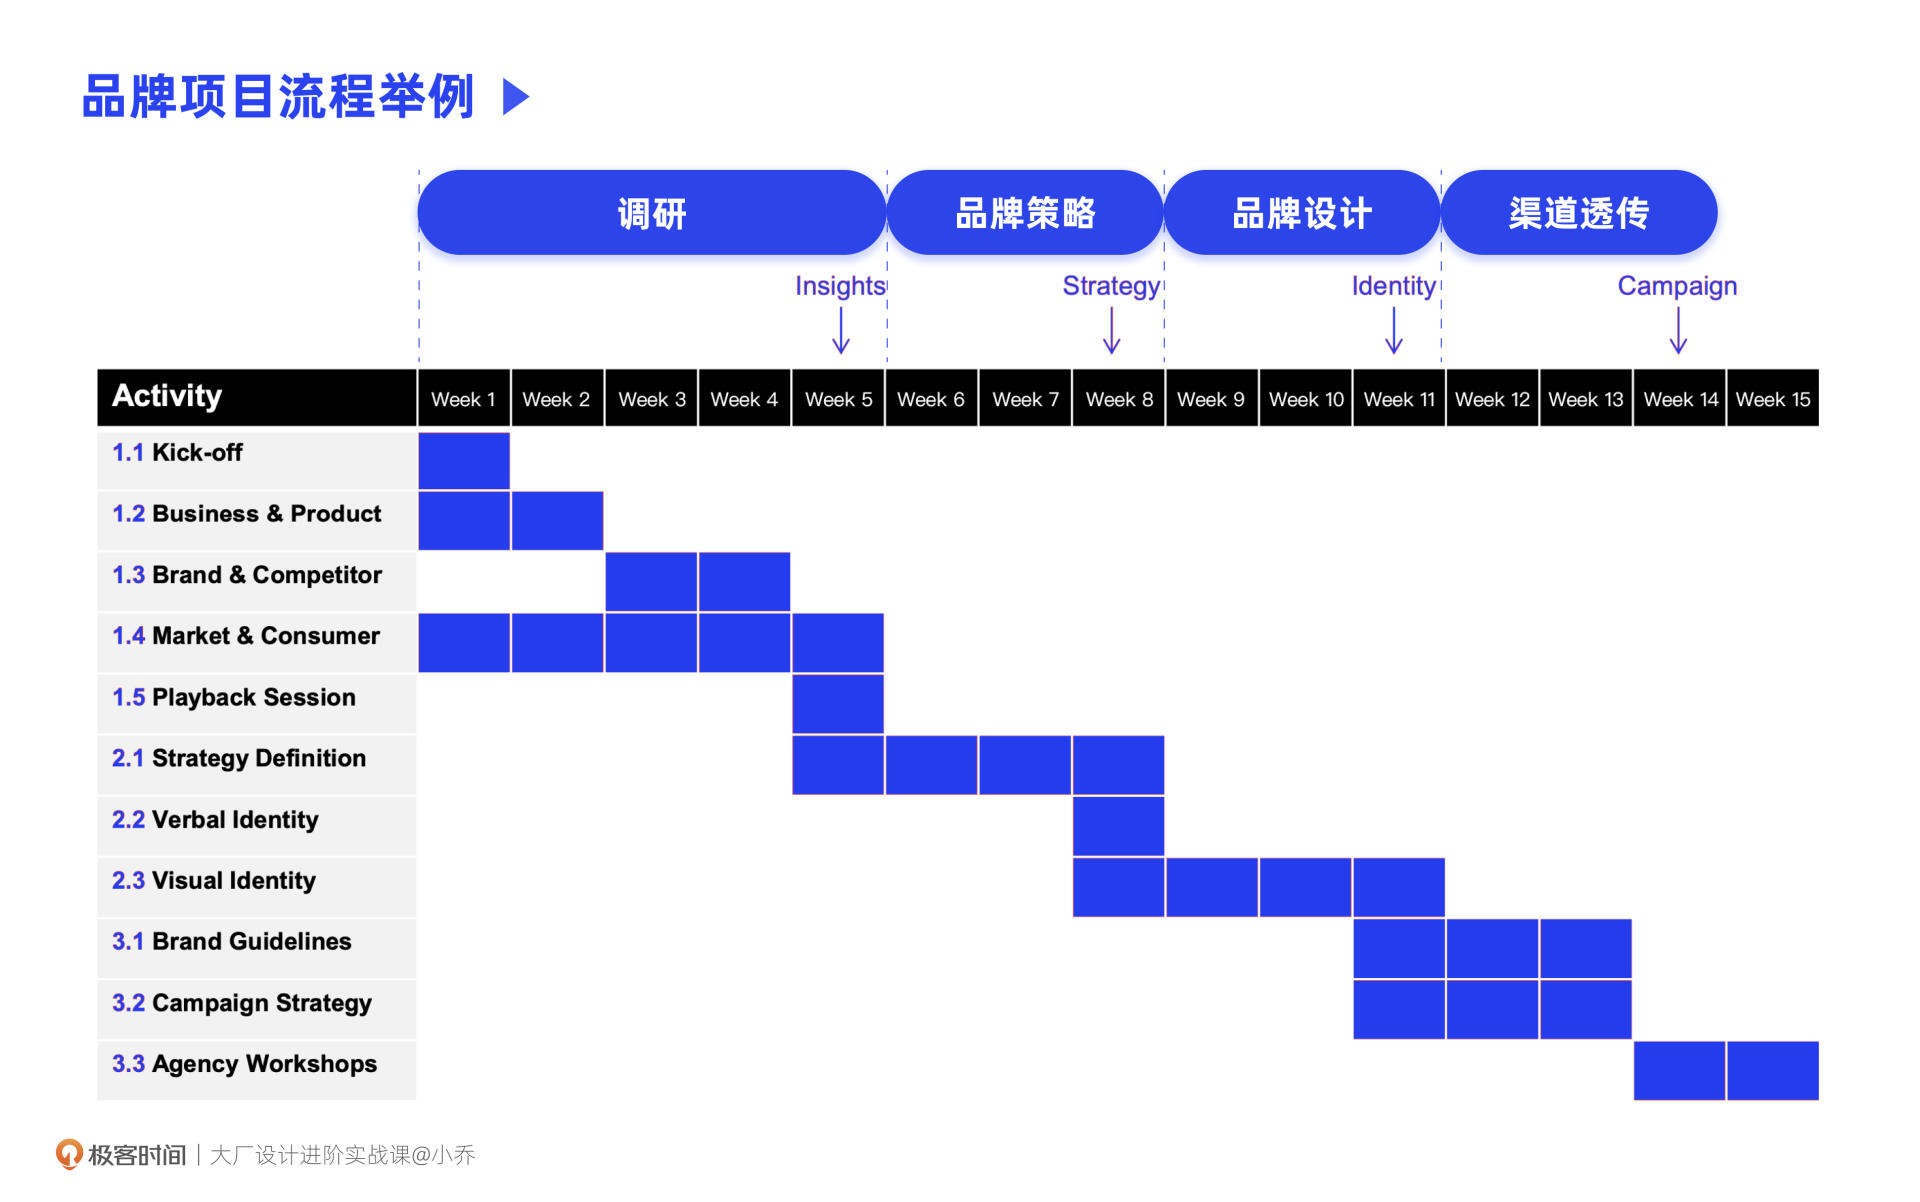 品牌项目流程举例
调研 品牌策略 品牌设计 渠道透传
Insights Strategy Identity Campaign
Activity Week 1 Week 2 Week 3 Week 4 Week 5 Week 6 Week 7 Week 8 Week 9 Week 10 Week 11 Week 12 Week 13 Week 14 Week 15
1.1 Kick-off
1.2 Business & Product
1.3 Brand & Competitor
1.4 Market & Consumer
1.5 Playback Session
2.1 Strategy Definition
2.2 Verbal Identity
2.3 Visual Identity
3.1 Brand Guidelines
3.2 Campaign Strategy
3.3 Agency Workshops
极客时间 | 大厂设计进阶实战课@小乔